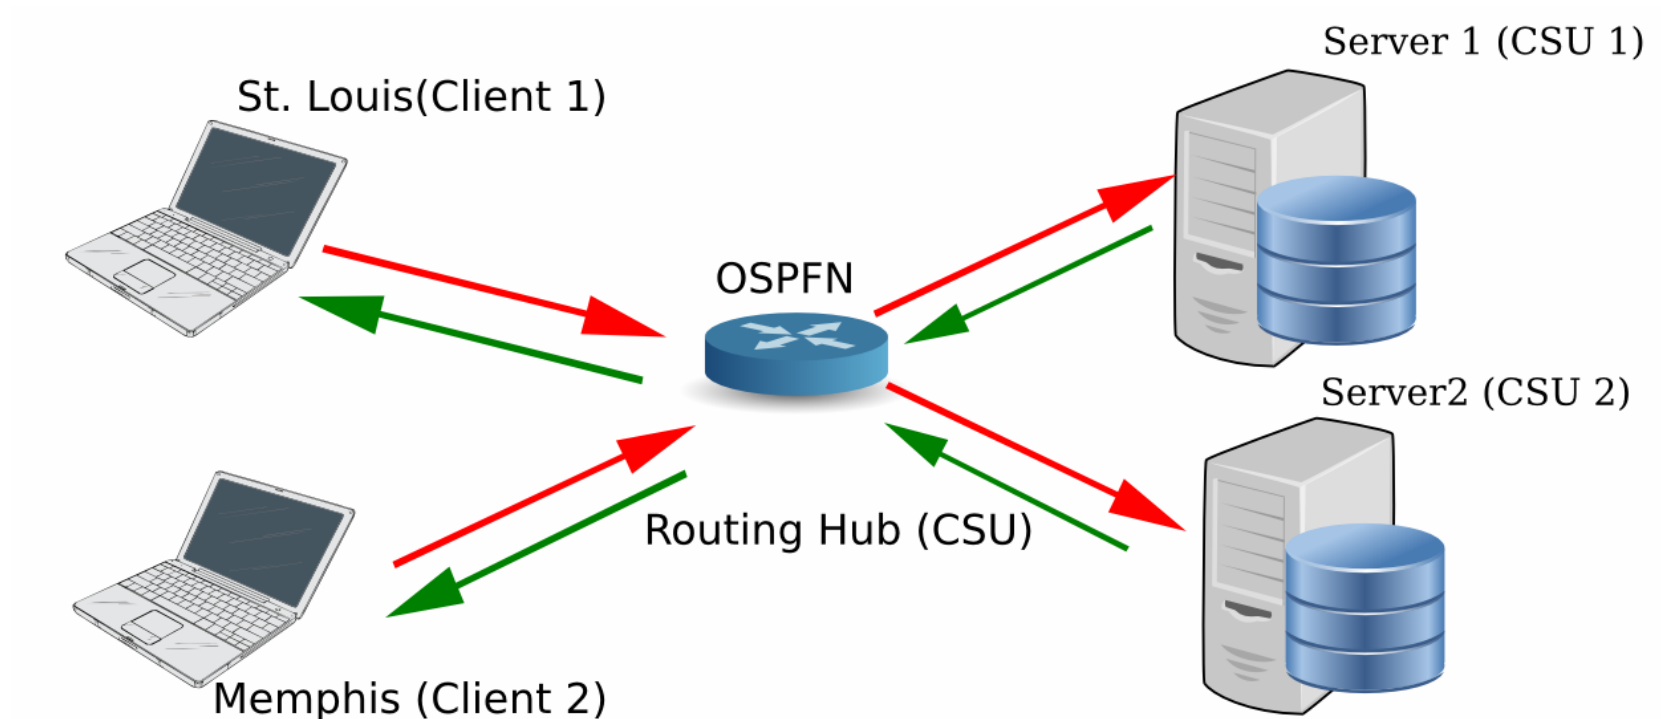 Server 1 (CSU 1)
St. Louis(Client 1)
OSPFN
Server2 (CSU 2)
Routing Hub (CSU)
Memphis (Client 2)